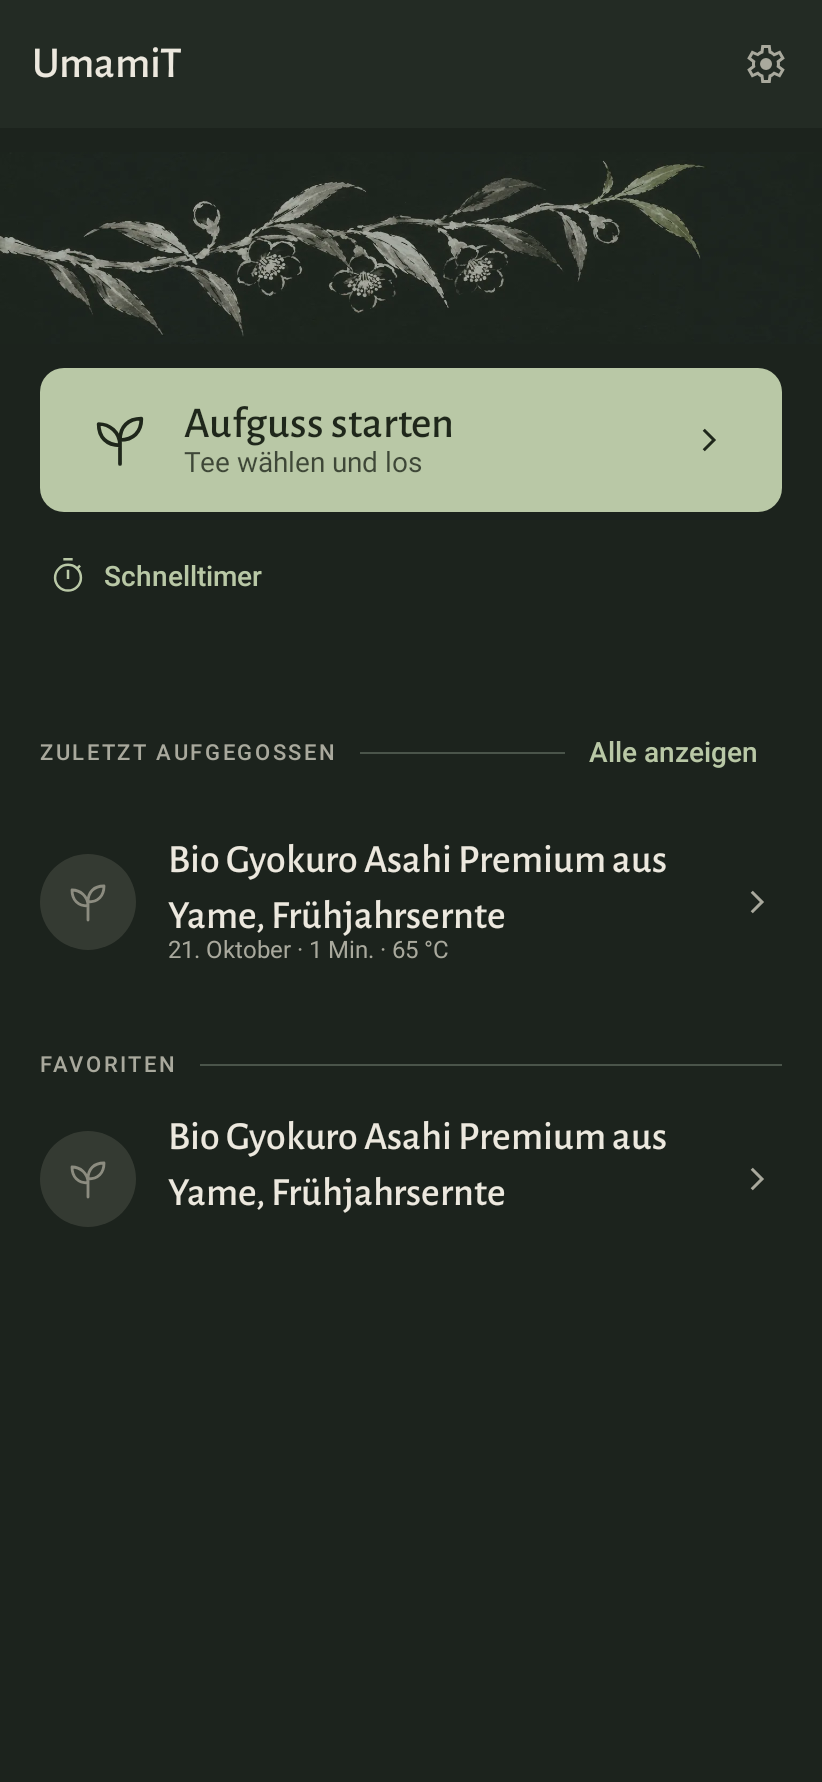 UmamiT
Aufguss starten
Tee wählen und los
Schnelltimer
ZULETZT AUFGEGOSSEN
Alle anzeigen
Bio Gyokuro Asahi Premium aus
Yame, Frühjahrsernte
21. Oktober · 1 Min. · 65 °C
FAVORITEN
Bio Gyokuro Asahi Premium aus
Yame, Frühjahrsernte